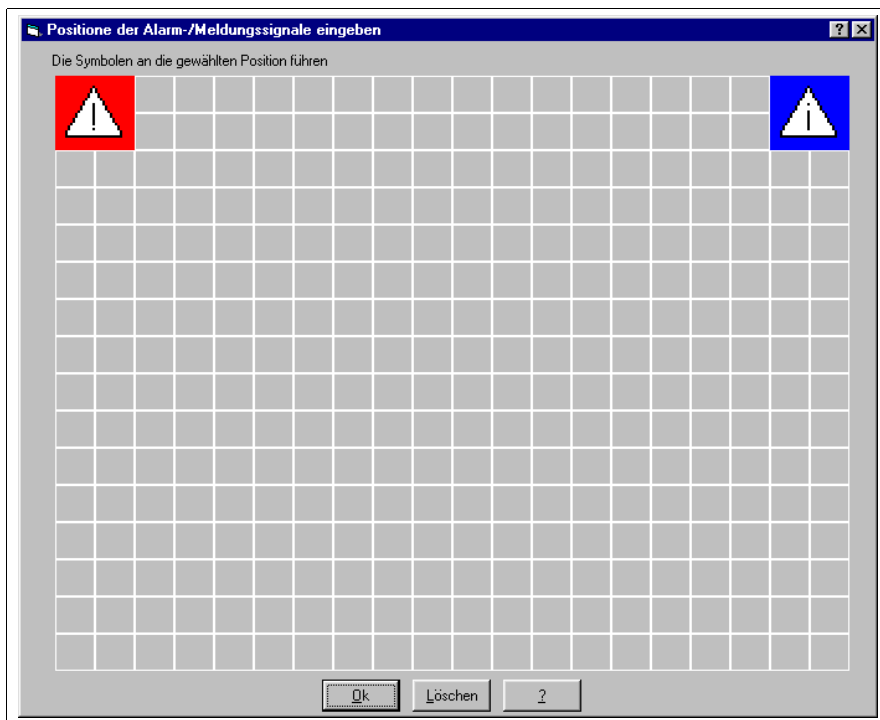 Positione der Alarm-/Meldungssignale eingeben
Die Symbolen an die gewählten Position führen
Ok
Löschen
?